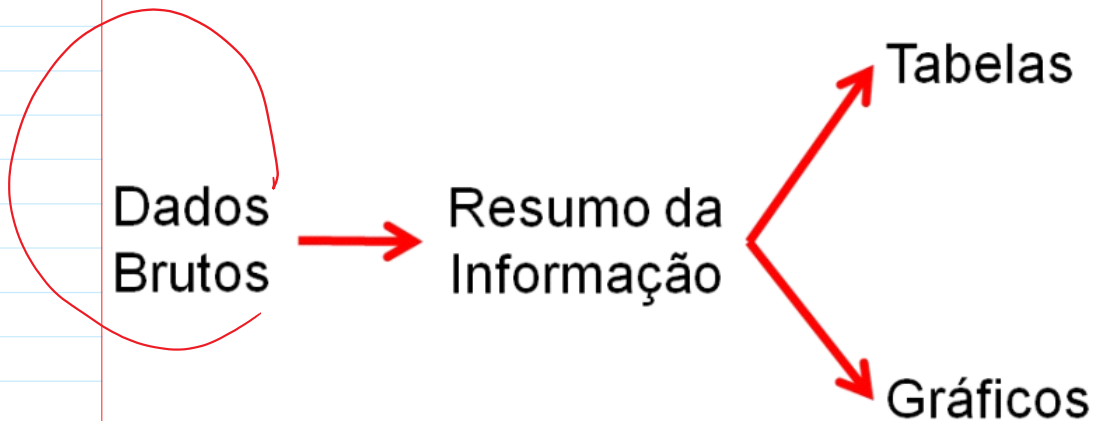 Tabelas
Dados
Brutos
Resumo da
Informação
Gráficos